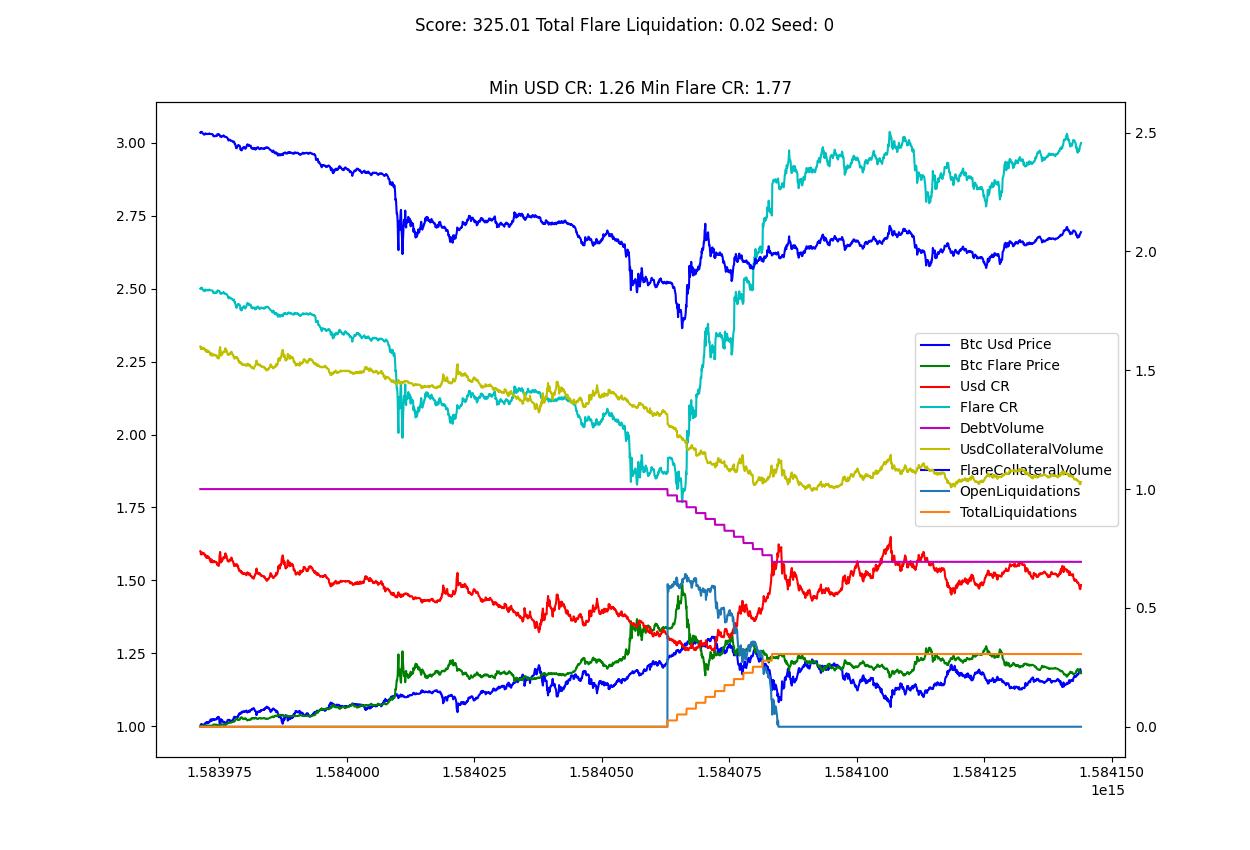 Score: 325.01 Total Flare Liquidation: 0.02 Seed: 0
Min USD CR: 1.26 Min Flare CR: 1.77
3.00
2.75
2.50
2.25
2.00
1.75
1.50
1.25
1.00
2.5
2.0
1.5
1.0
0.5
0.0
Btc Usd Price
Btc Flare Price
Usd CR
Flare CR
DebtVolume
UsdCollateralVolume
FlareCollateralVolume
OpenLiquidations
TotalLiquidations
1.583975 1.584000 1.584025 1.584050 1.584075 1.584100 1.584125 1.584150
1e15